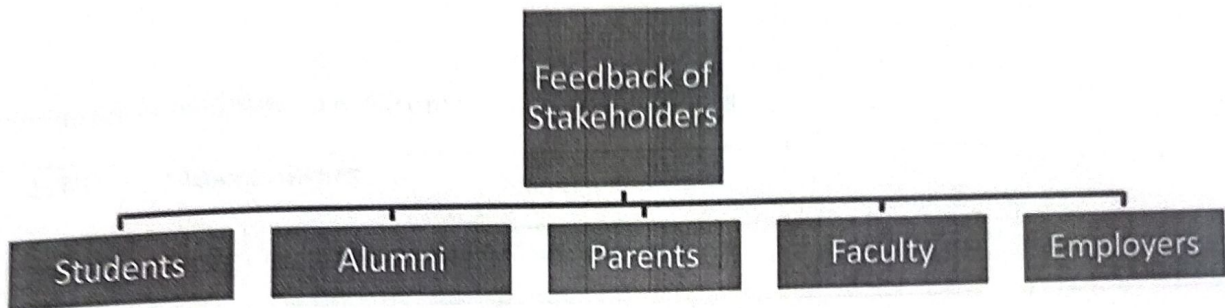 Feedback of
Stakeholders
Students
Alumni
Parents
Faculty
Employers